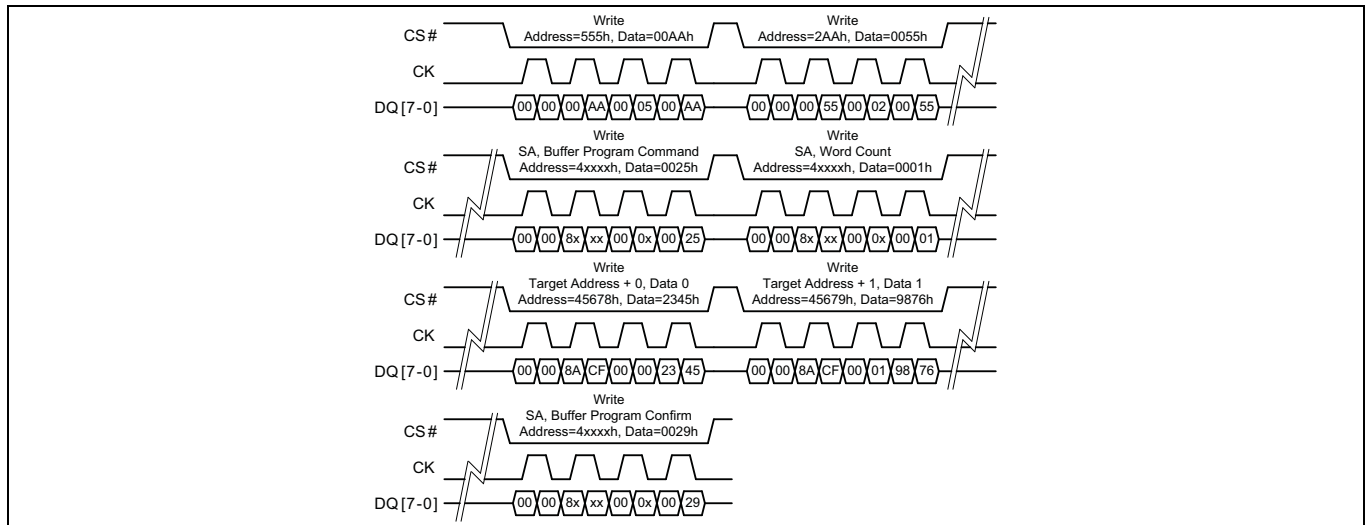 Write Write
CS# Address=555h, Data=00AAh Address=2AAh, Data=0055h
CK
DQ[7-0] 00 00 00 AA 00 05 00 AA 00 00 00 55 00 02 00 55
Write Write
SA, Buffer Program Command SA, Word Count
CS# Address=4xxxxh, Data=0025h Address=4xxxxh, Data=0001h
CK
DQ[7-0] 00 00 8x xx 00 0x 00 25 00 00 8x xx 00 0x 00 01
Write Write
Target Address + 0, Data 0 Target Address + 1, Data 1
CS# Address=45678h, Data=2345h Address=45679h, Data=9876h
CK
DQ[7-0] 00 00 8A CF 00 00 23 45 00 00 8A CF 00 01 98 76
Write
SA, Buffer Program Confirm
CS# Address=4xxxxh, Data=0029h
CK
DQ[7-0] 00 00 8x xx 00 0x 00 29